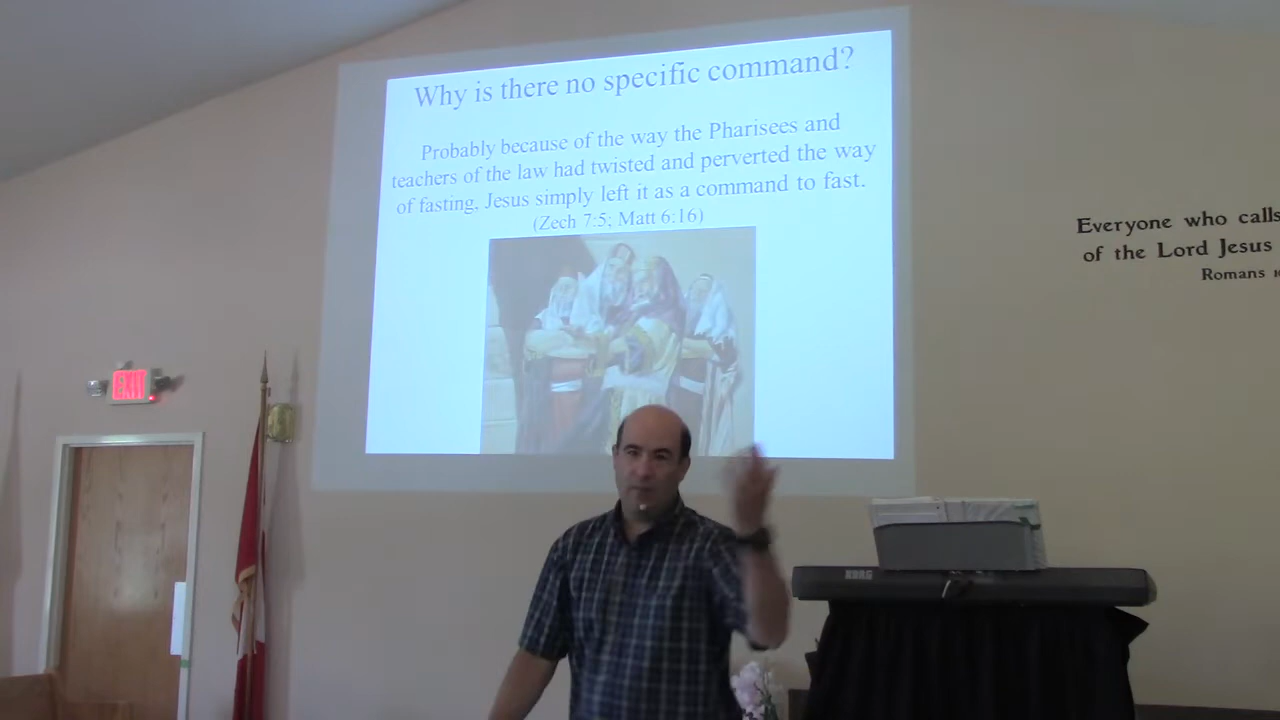 Why is there no specific command?
Probably because of the way the Pharisees and
teachers of the law had twisted and perverted the way
of fasting, Jesus simply left it as a command to fast.
(Zech 7:5; Matt 6:16)
Everyone who calls
of the Lord Jesus
Romans
EXIT
KORG